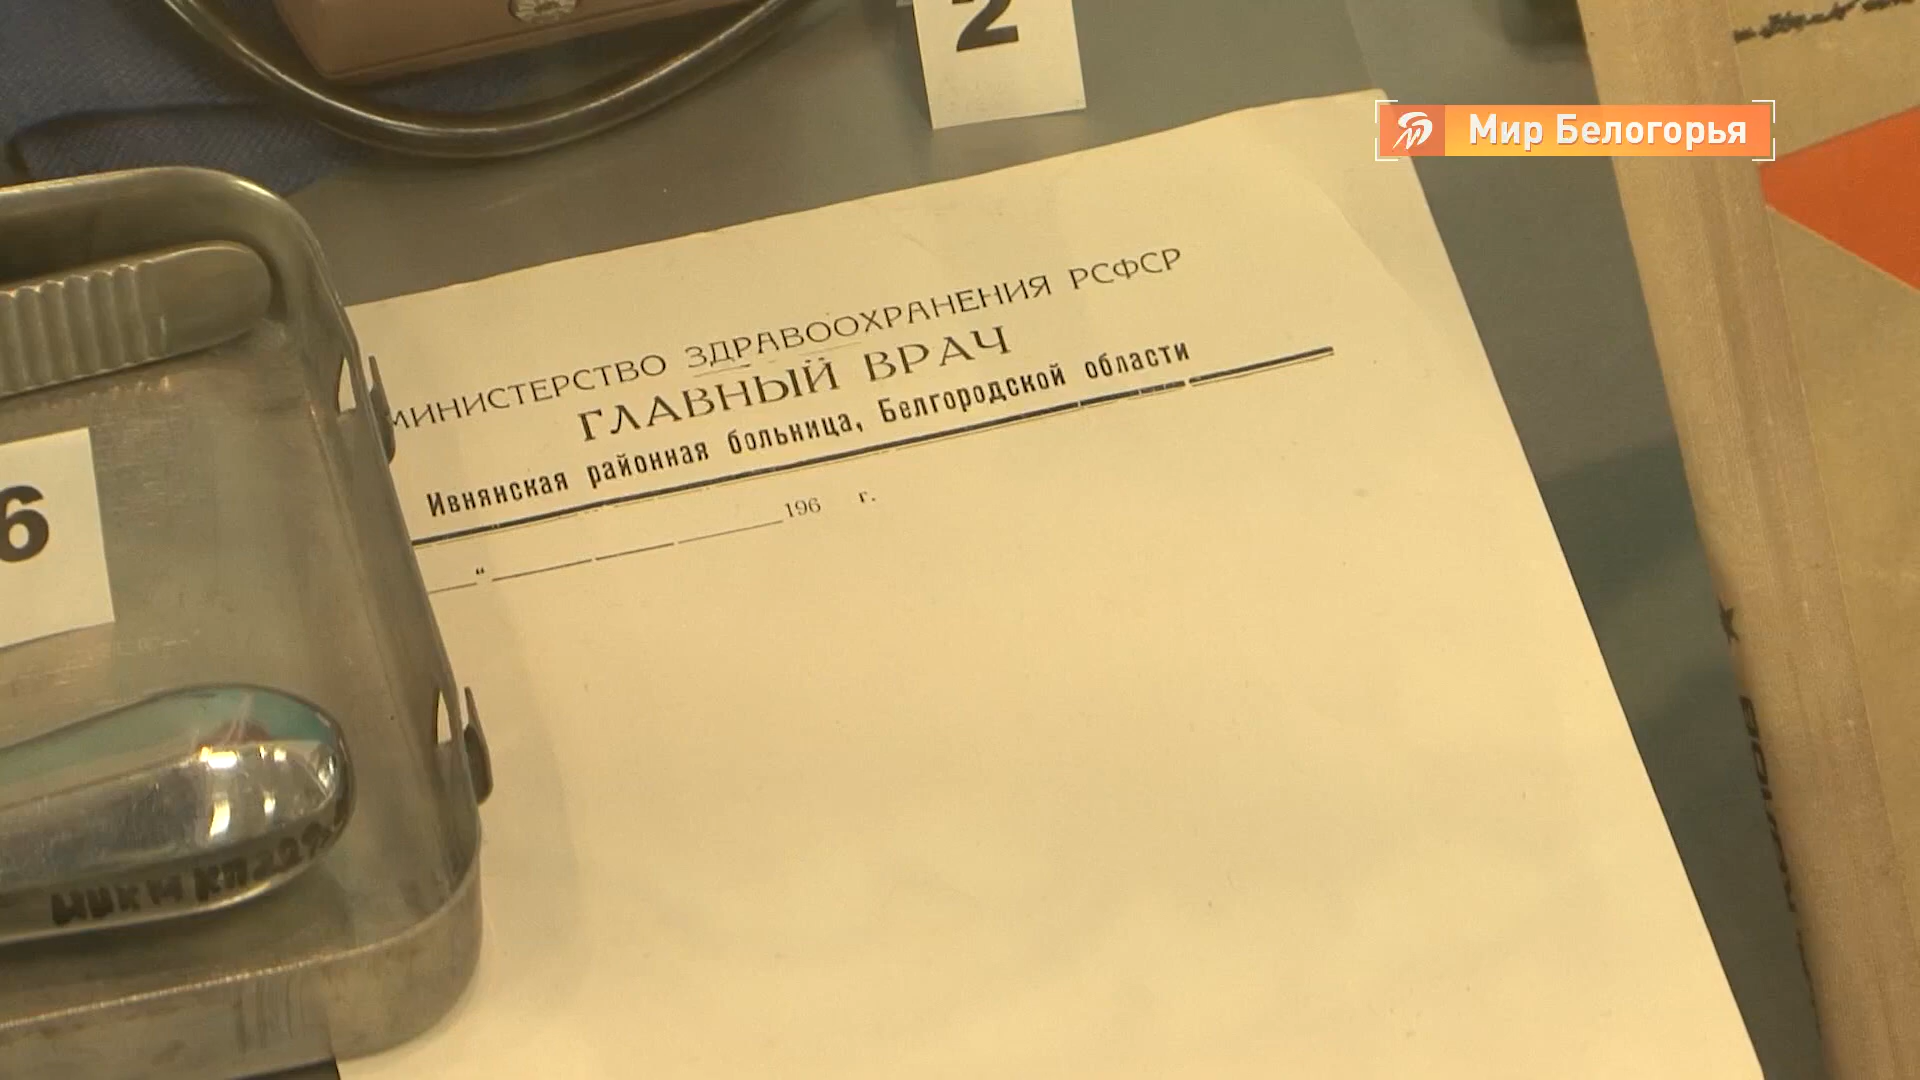 2
Мир Белогорья
МИНИСТЕРСТВО ЗДРАВООХРАНЕНИЯ РСФСР
ГЛАВНЫЙ ВРАЧ
Ивнянская районная больница, Белгородской области
“ 196 г.
6